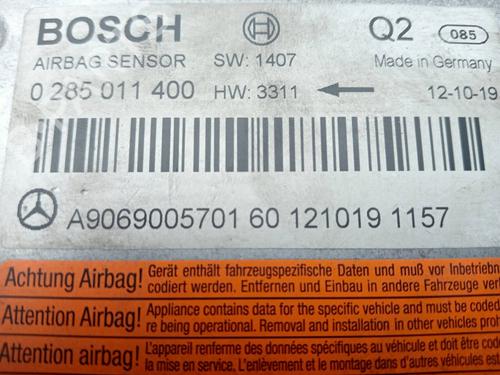 BOSCH Q2 085
AIRBAG SENSOR SW: 1407 Made in Germany
0 285 011 400 HW: 3311 12-10-19
A9069005701 60 121019 1157
Achtung Airbag! Gerät enthält fahrzeugspezifische Daten und muß vor Inbetriebn
codiert werden. Entfernen und Einbau in andere Fahrzeuge ver
Attention Airbag! Appliance contains data for the specific vehicle and must be coded
re being operational. Removal and installation in other vehicles prob
Attention airbag! L'appareil renferme des données spécifiques au véhicule et doit être cod
la mise en service. L'enlèvement et le montage dans d'autres véhicules est